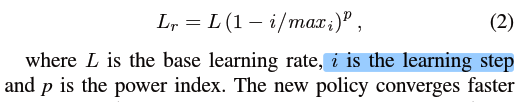 L_r = L (1 − i/max_i)^p , (2)
where L is the base learning rate, i is the learning step
and p is the power index. The new policy converges faster